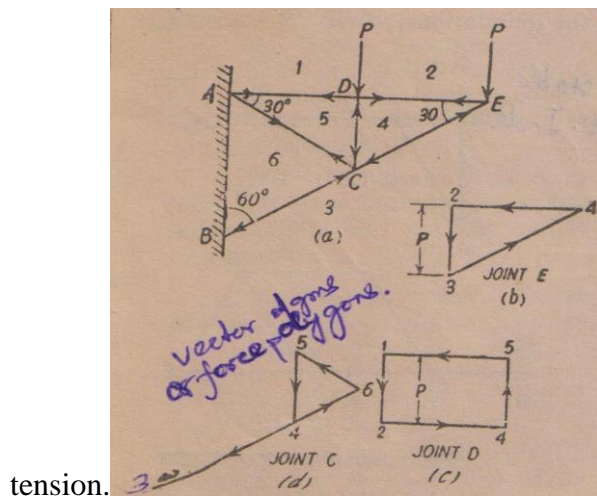 P P
1 2
A D E
30° 5 4 30
6
C
60° 3
B (a)
2 4
P
3 JOINT E
(b)
vector
or force polygons.
5 1 5
6 P
4 2 4
3 JOINT C JOINT D
tension. (d) (c)